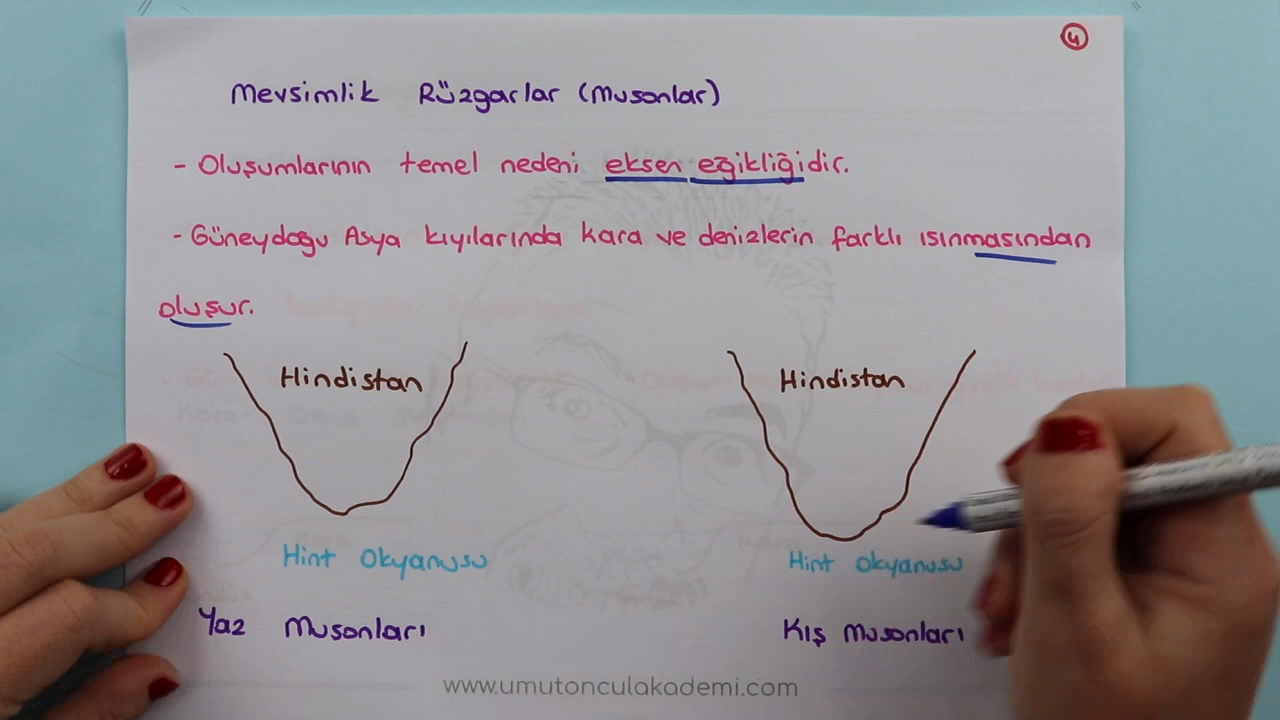 4
Mevsimlik Rüzgarlar (Musonlar)
- Oluşumlarının temel nedeni eksen eğikliğidir.
- Güneydoğu Asya kıyılarında kara ve denizlerin farklı ısınmasından
oluşur.
Hindistan
Hint Okyanusu
Yaz Musonları
Hindistan
Hint Okyanusu
Kış Musonları
www.umutonculakademi.com